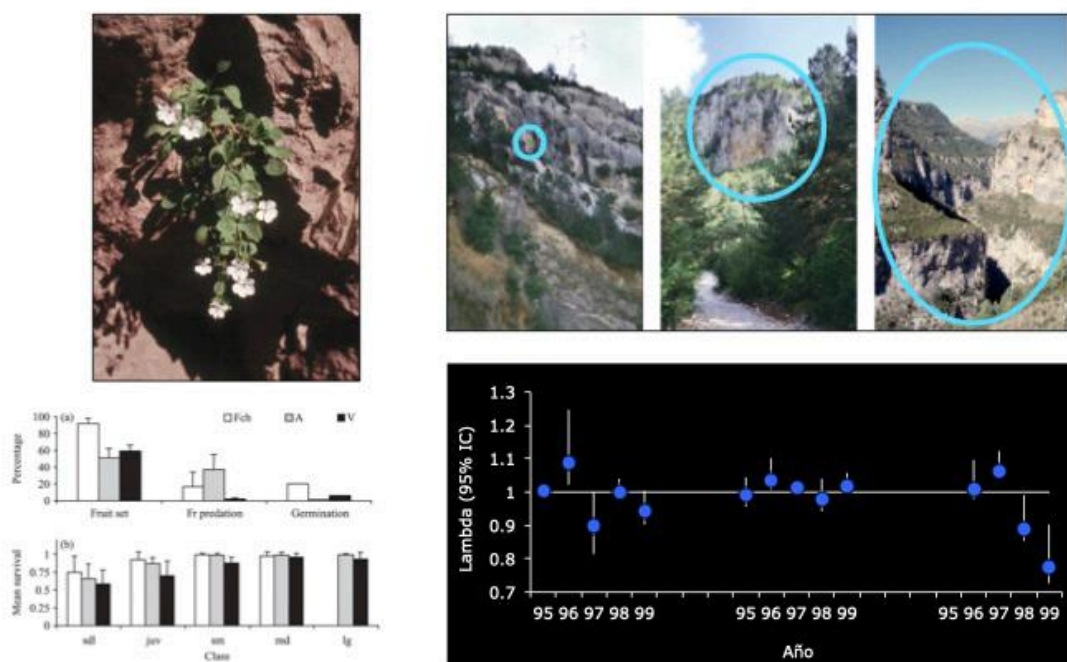 100
80
60
40
20
0
Percentage
(a)
Fch
A
V
Fruit set
Fr predation
Germination
1
0.75
0.5
0.25
0
Mean survival
(b)
sdl
juv
sm
md
lg
Class
1.3
1.2
1.1
1
0.9
0.8
0.7
Lambda (95% IC)
95 96 97 98 99
95 96 97 98 99
95 96 97 98 99
Año